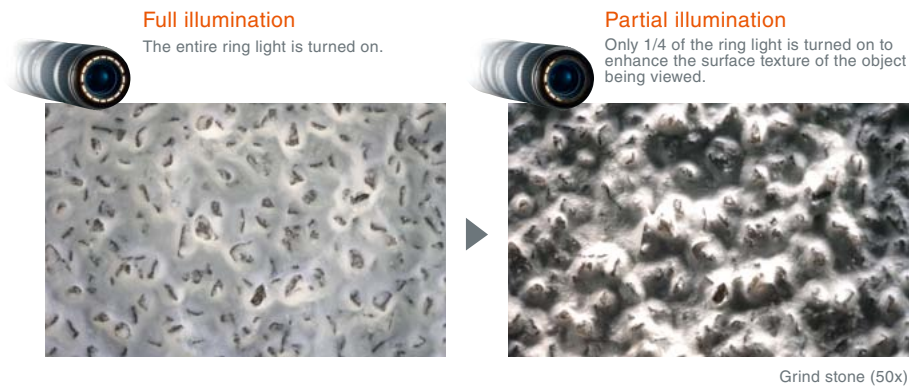 Full illumination
The entire ring light is turned on.
Partial illumination
Only 1/4 of the ring light is turned on to
enhance the surface texture of the object
being viewed.
Grind stone (50x)